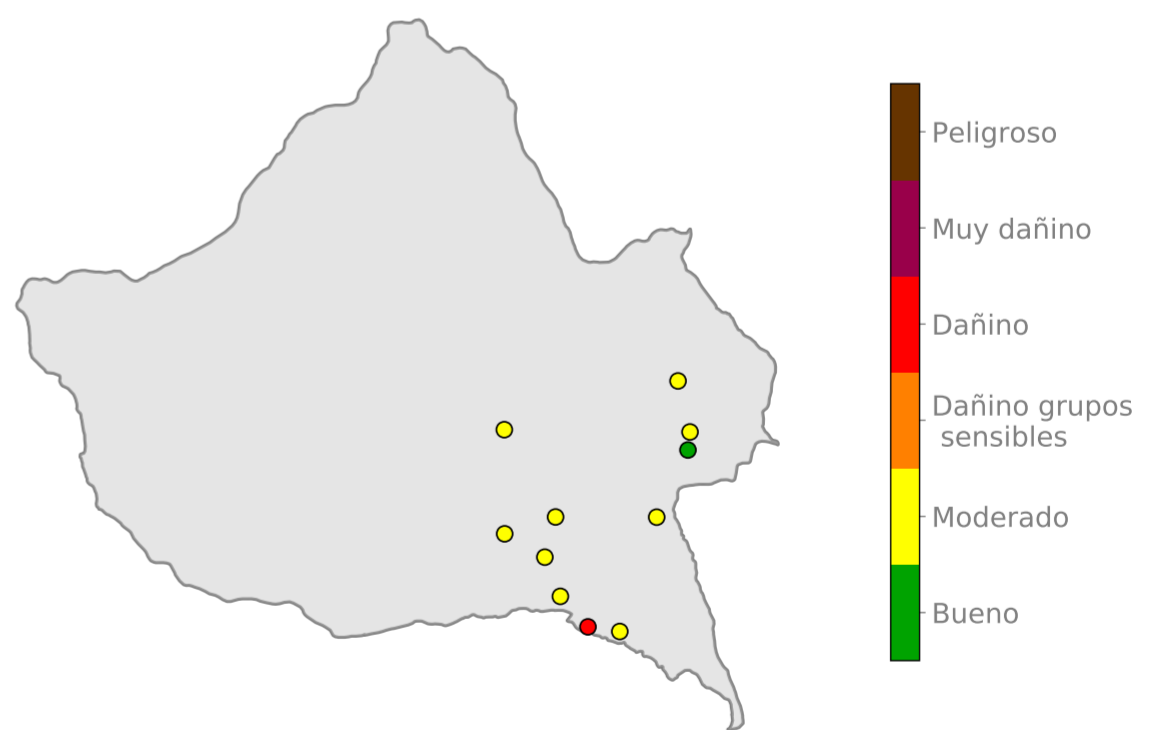 Peligroso
Muy dañino
Dañino
Dañino grupos
sensibles
Moderado
Bueno